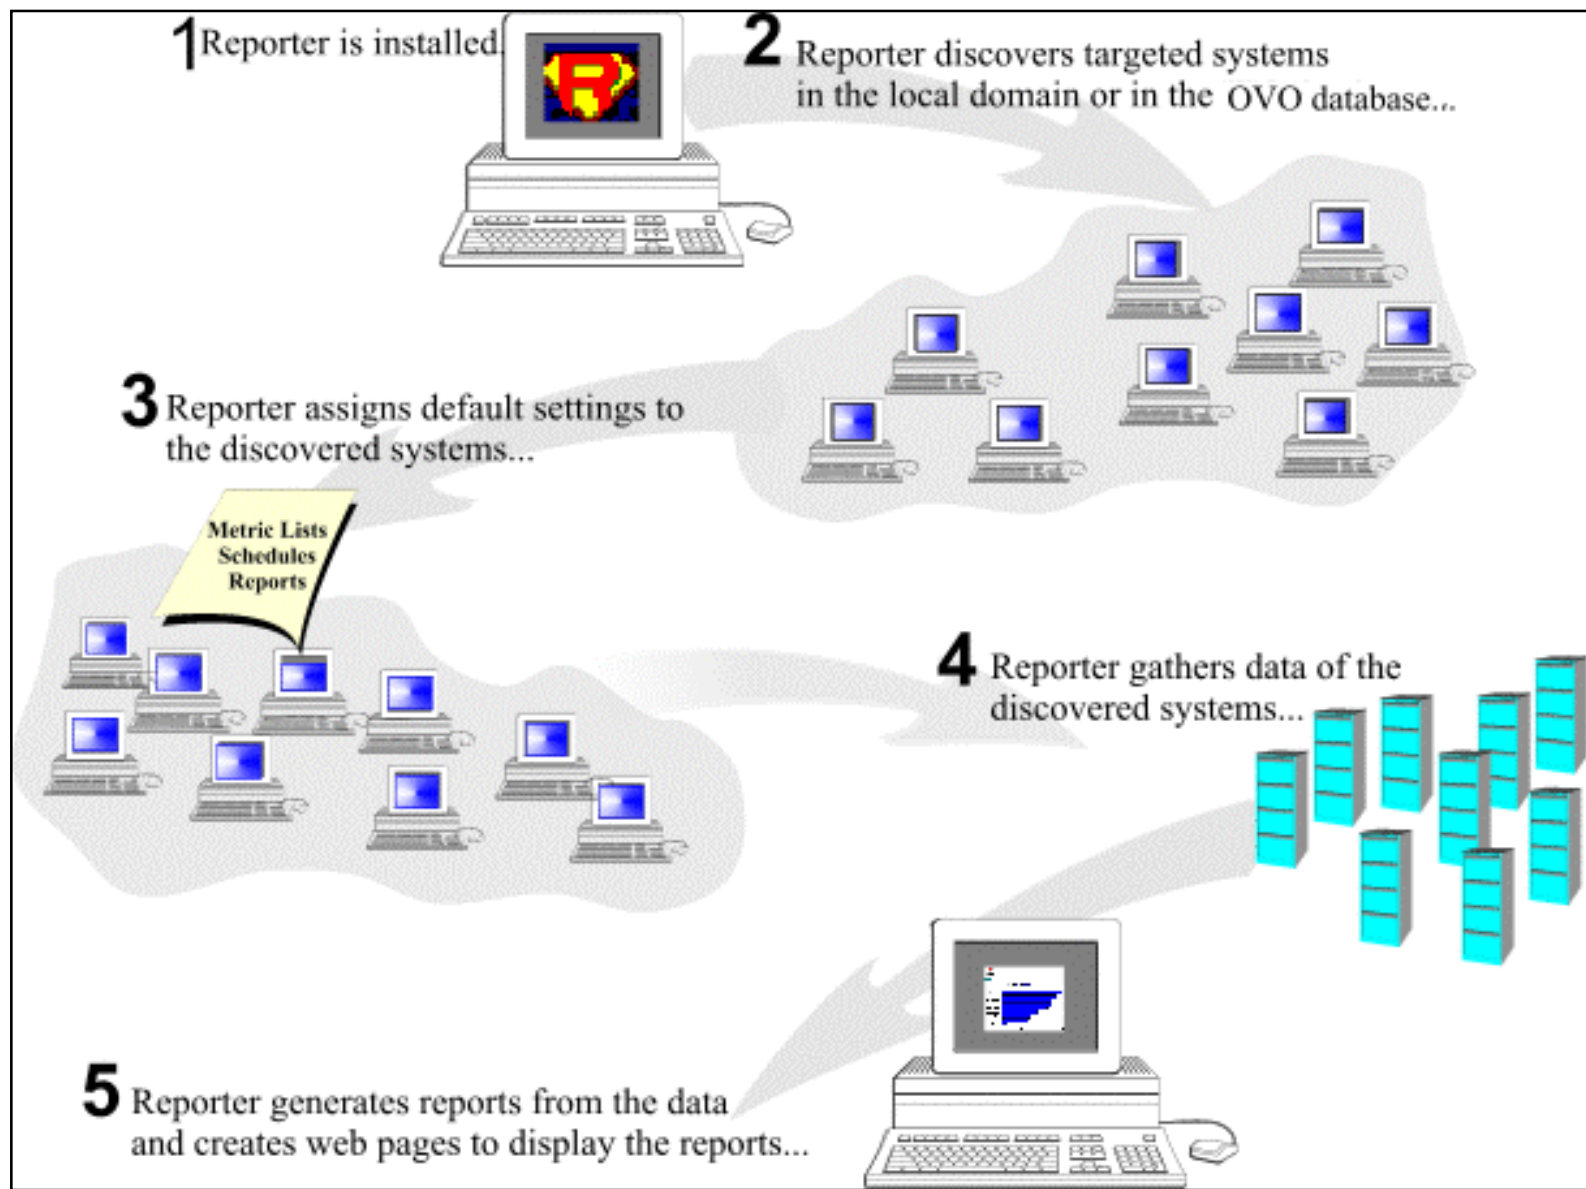 1 Reporter is installed.
2 Reporter discovers targeted systems
in the local domain or in the OVO database...
3 Reporter assigns default settings to
the discovered systems...
Metric Lists
Schedules
Reports
4 Reporter gathers data of the
discovered systems...
5 Reporter generates reports from the data
and creates web pages to display the reports...
R